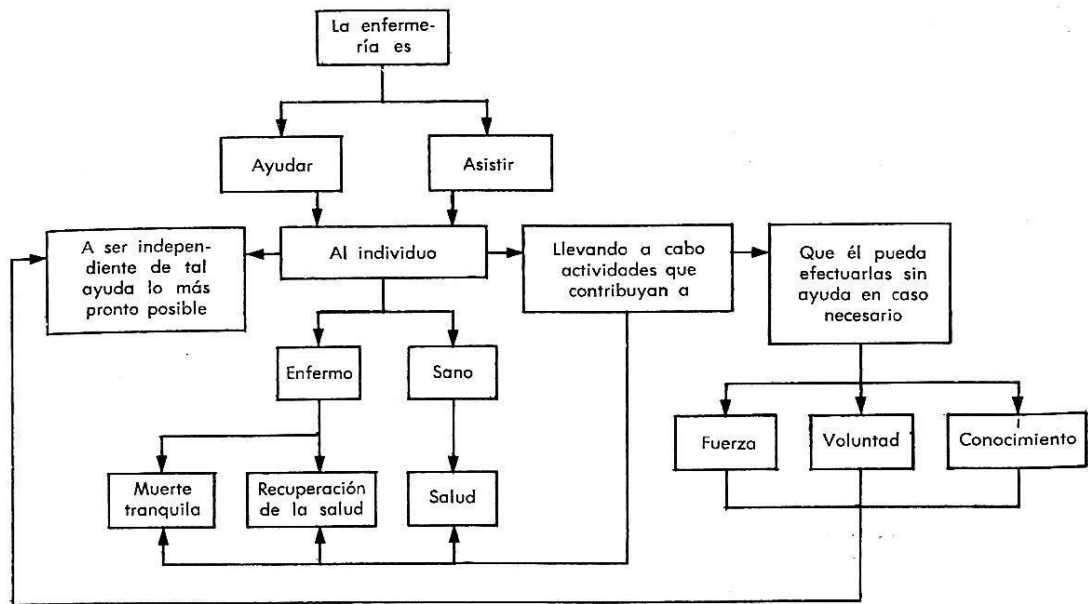 La enferme-
ría es
Ayudar
Asistir
A ser indepen-
diente de tal
ayuda lo más
pronto posible
Al individuo
Llevando a cabo
actividades que
contribuyan a
Que él pueda
efectuarlas sin
ayuda en caso
necesario
Enfermo
Sano
Fuerza
Voluntad
Conocimiento
Muerte
tranquila
Recuperación
de la salud
Salud